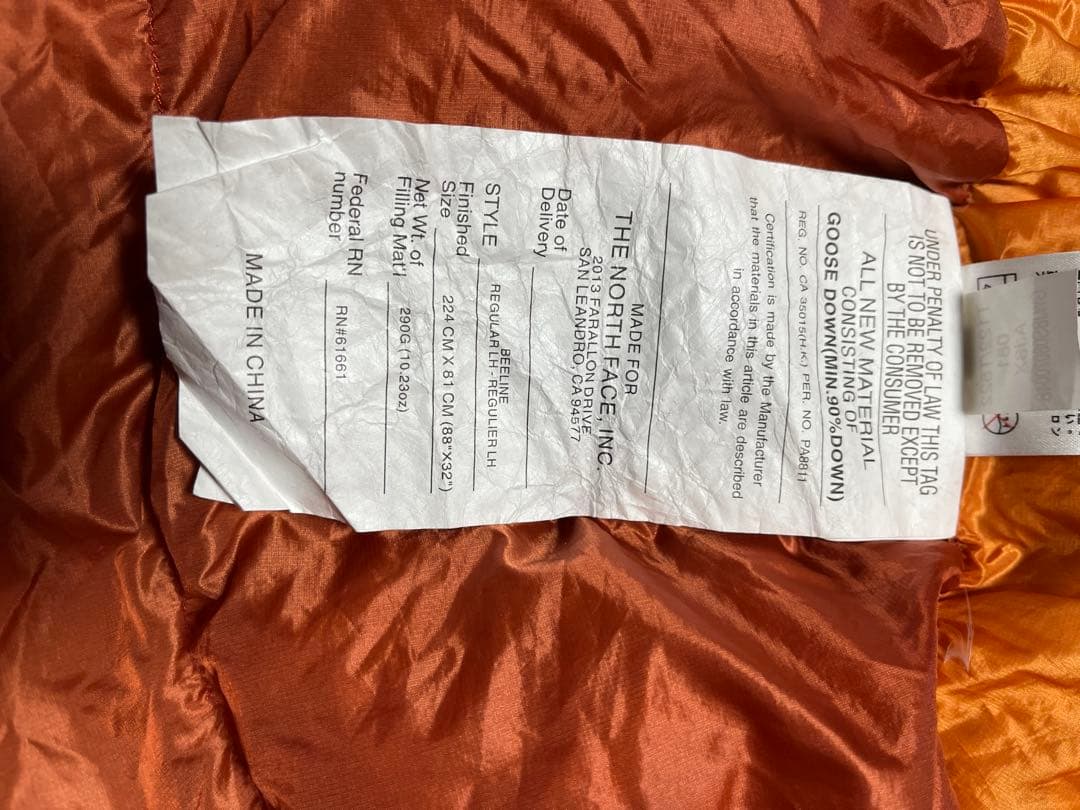 UNDER PENALTY OF LAW THIS TAG
IS NOT TO BE REMOVED EXCEPT
BY THE CONSUMER
ALL NEW MATERIAL
CONSISTING OF
GOOSE DOWN(MIN.90%DOWN)
REG. NO. CA 35015(H.K.) PER. NO. PA8811
Certification is made by the Manufacturer
that the materials in this article are described
in accordance with law.
MADE FOR
THE NORTH FACE, INC.
2013 FARALLON DRIVE
SAN LEANDRO, CA 94577
Date of
Delivery
STYLE
BEELINE
REGULAR LH - REGULIER LH
Finished
Size
224 CM X 81 CM (88"X32")
Net Wt. of
Filling Mat'l
290G (10.23oz)
Federal RN
number
RN#61661
MADE IN CHINA